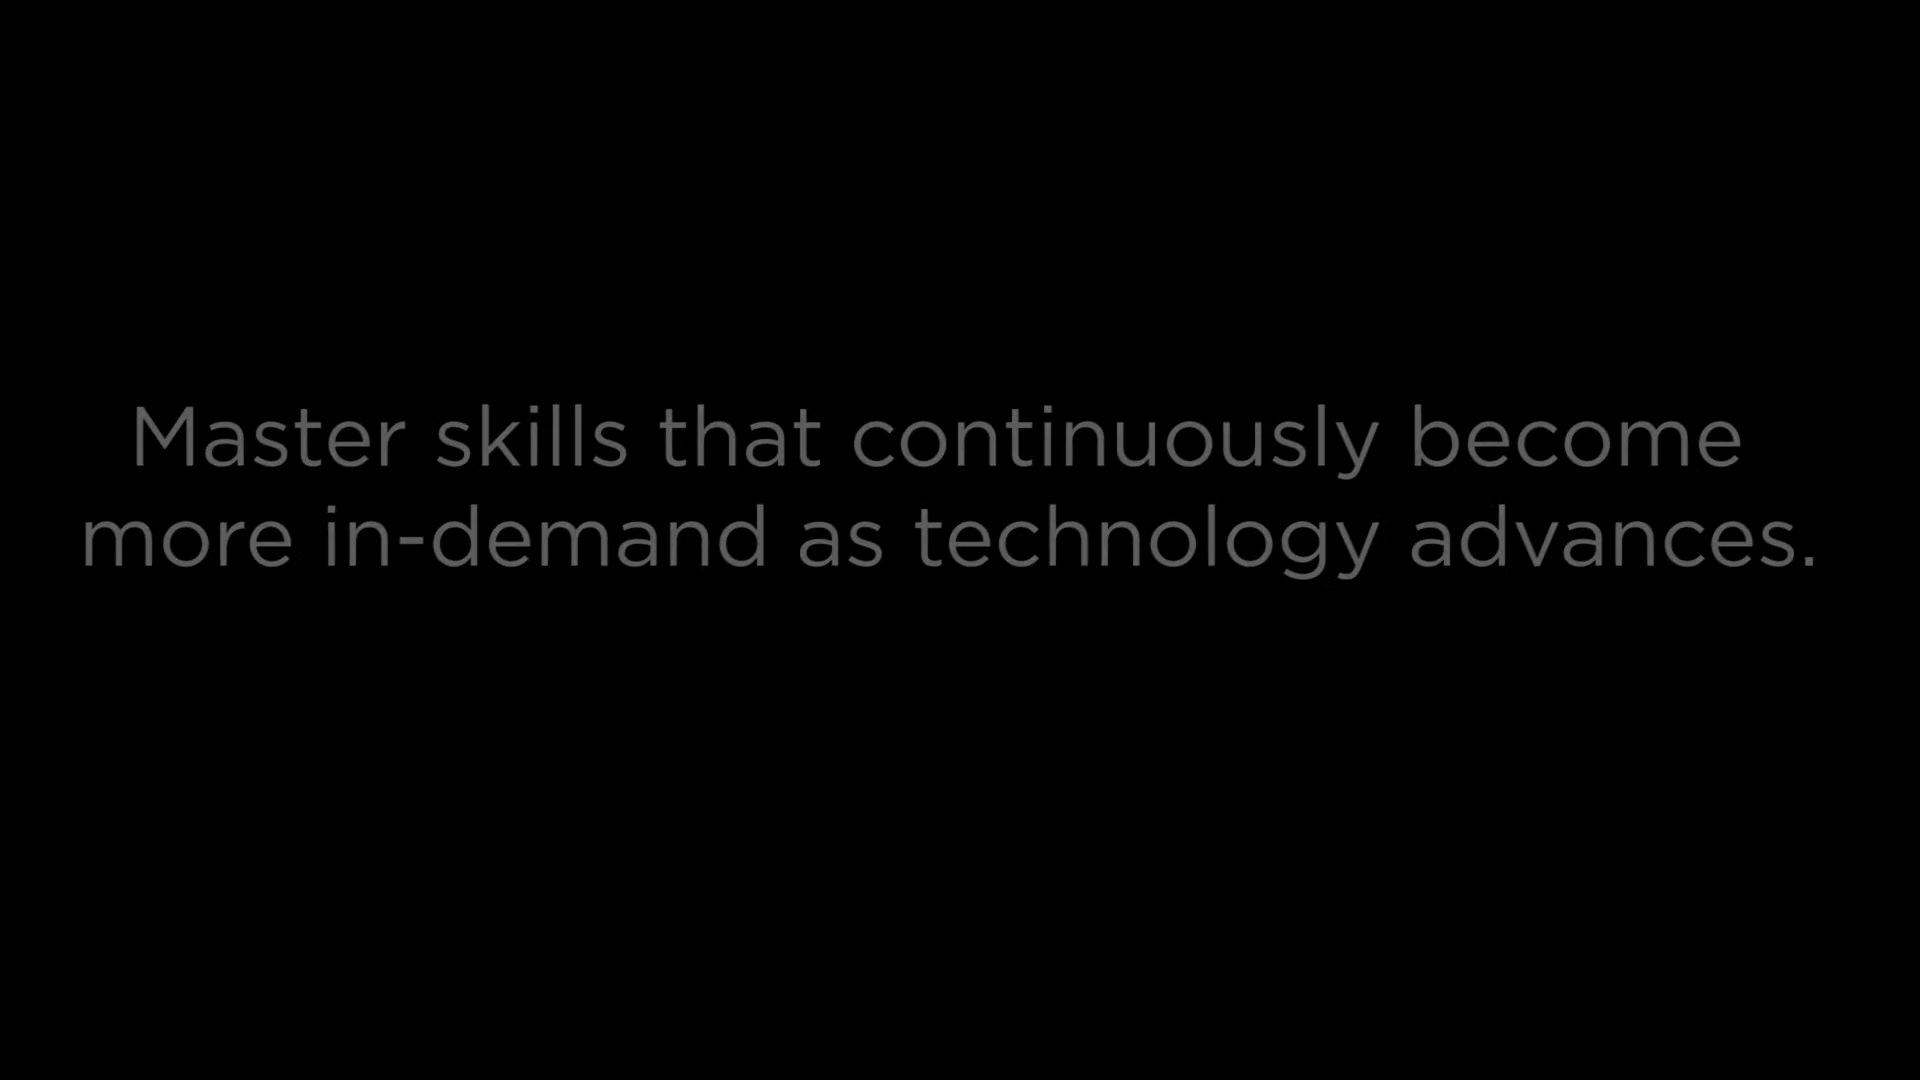 Master skills that continuously become
more in-demand as technology advances.